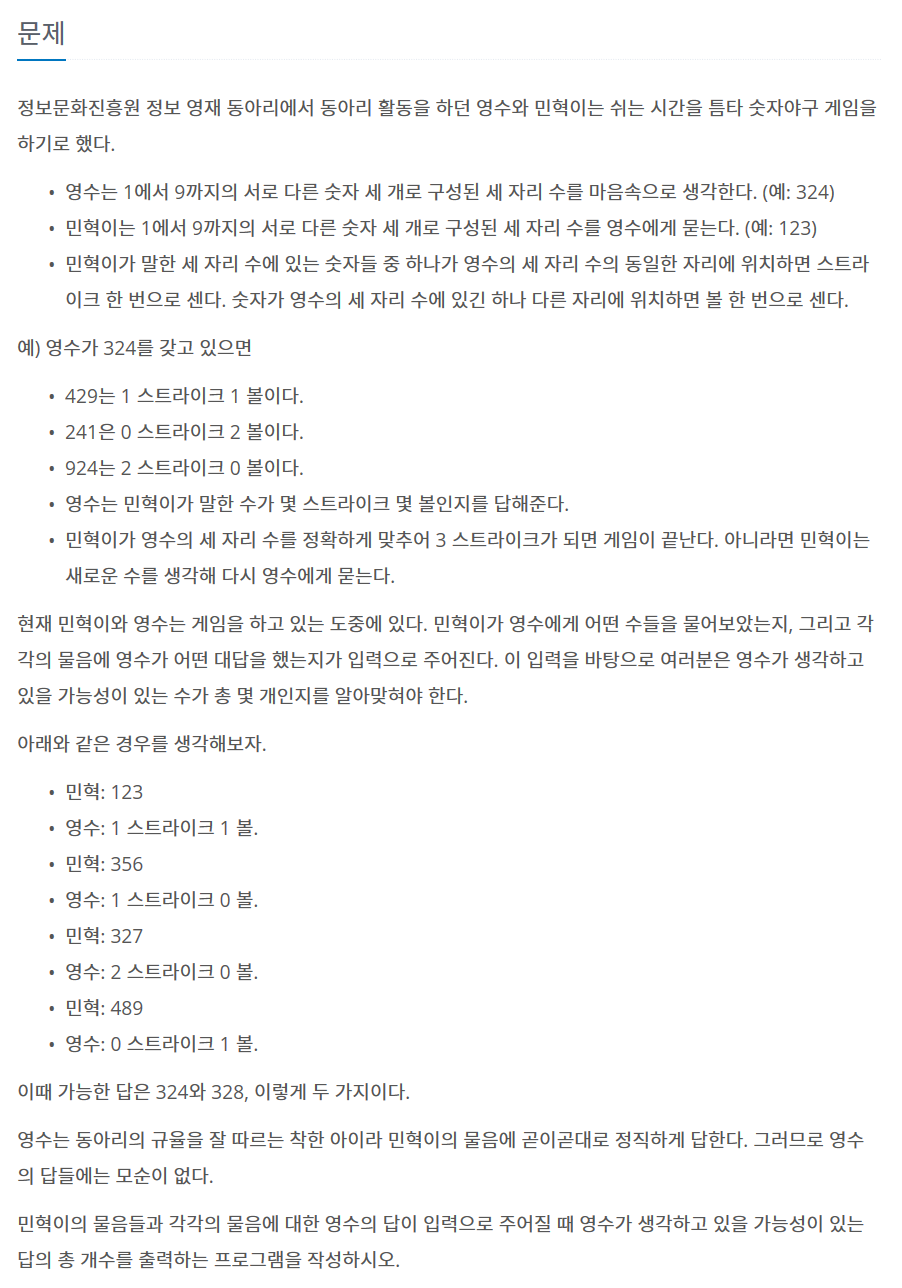 문제
정보문화진흥원 정보 영재 동아리에서 동아리 활동을 하던 영수와 민혁이는 쉬는 시간을 틈타 숫자야구 게임을
하기로 했다.
• 영수는 1에서 9까지의 서로 다른 숫자 세 개로 구성된 세 자리 수를 마음속으로 생각한다. (예: 324)
• 민혁이는 1에서 9까지의 서로 다른 숫자 세 개로 구성된 세 자리 수를 영수에게 묻는다. (예: 123)
• 민혁이가 말한 세 자리 수에 있는 숫자들 중 하나가 영수의 세 자리 수의 동일한 자리에 위치하면 스트라
이크 한 번으로 센다. 숫자가 영수의 세 자리 수에 있긴 하나 다른 자리에 위치하면 볼 한 번으로 센다.
예) 영수가 324를 갖고 있으면
• 429는 1 스트라이크 1 볼이다.
• 241은 0 스트라이크 2 볼이다.
• 924는 2 스트라이크 0 볼이다.
• 영수는 민혁이가 말한 수가 몇 스트라이크 몇 볼인지를 답해준다.
• 민혁이가 영수의 세 자리 수를 정확하게 맞추어 3 스트라이크가 되면 게임이 끝난다. 아니라면 민혁이는
새로운 수를 생각해 다시 영수에게 묻는다.
현재 민혁이와 영수는 게임을 하고 있는 도중에 있다. 민혁이가 영수에게 어떤 수들을 물어보았는지, 그리고 각
각의 물음에 영수가 어떤 대답을 했는지가 입력으로 주어진다. 이 입력을 바탕으로 여러분은 영수가 생각하고
있을 가능성이 있는 수가 총 몇 개인지를 알아맞혀야 한다.
아래와 같은 경우를 생각해보자.
• 민혁: 123
• 영수: 1 스트라이크 1 볼.
• 민혁: 356
• 영수: 1 스트라이크 0 볼.
• 민혁: 327
• 영수: 2 스트라이크 0 볼.
• 민혁: 489
• 영수: 0 스트라이크 1 볼.
이때 가능한 답은 324와 328, 이렇게 두 가지이다.
영수는 동아리의 규율을 잘 따르는 착한 아이라 민혁이의 물음에 곧이곧대로 정직하게 답한다. 그러므로 영수
의 답들에는 모순이 없다.
민혁이의 물음들과 각각의 물음에 대한 영수의 답이 입력으로 주어질 때 영수가 생각하고 있을 가능성이 있는
답의 총 개수를 출력하는 프로그램을 작성하시오.